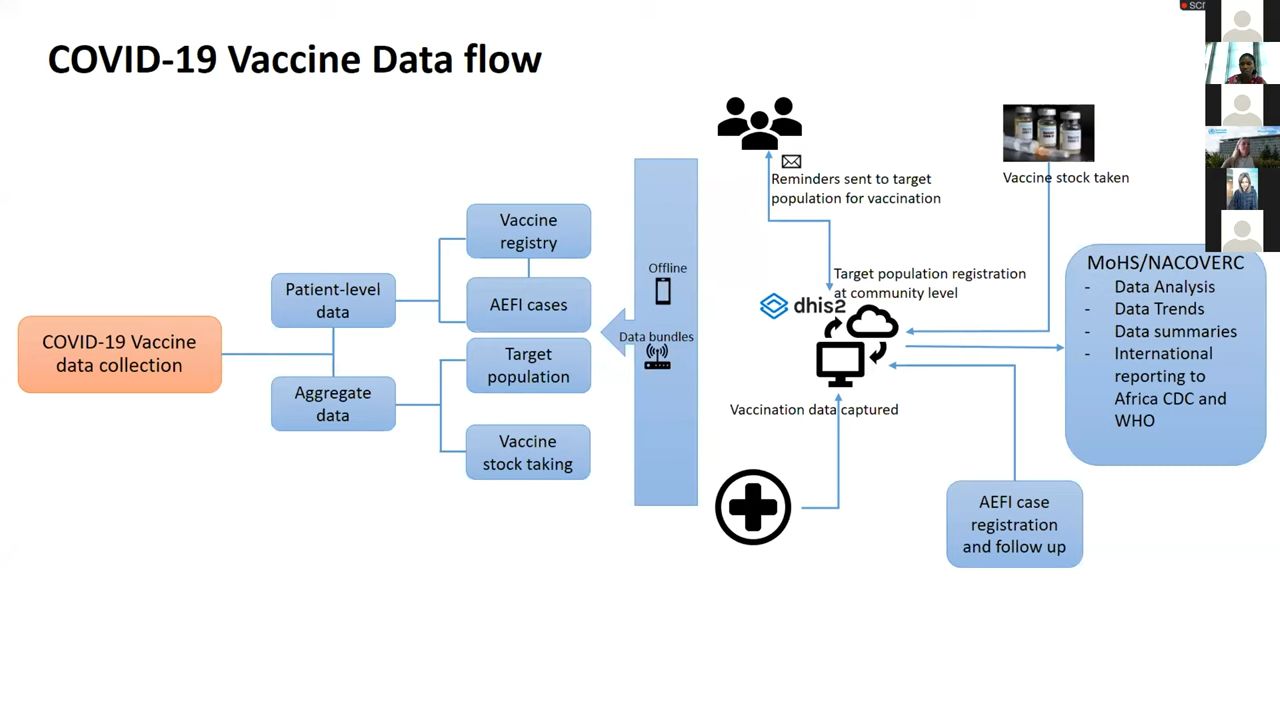 COVID-19 Vaccine Data flow
COVID-19 Vaccine
data collection
Patient-level
data
Aggregate
data
Vaccine
registry
AEFI cases
Target
population
Vaccine
stock taking
Offline
Data bundles
Reminders sent to target
population for vaccination
Target population registration
at community level
dhis2
Vaccination data captured
Vaccine stock taken
MoHS/NACOVERC
- Data Analysis
- Data Trends
- Data summaries
- International
reporting to
Africa CDC and
WHO
AEFI case
registration
and follow up